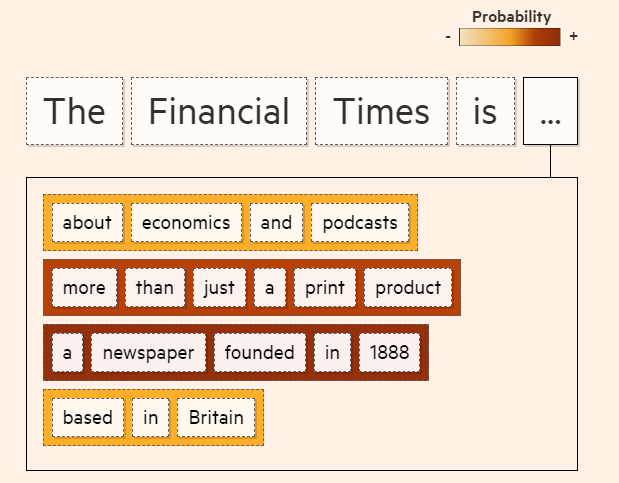 Probability
- +
The Financial Times is ...
about economics and podcasts
more than just a print product
a newspaper founded in 1888
based in Britain